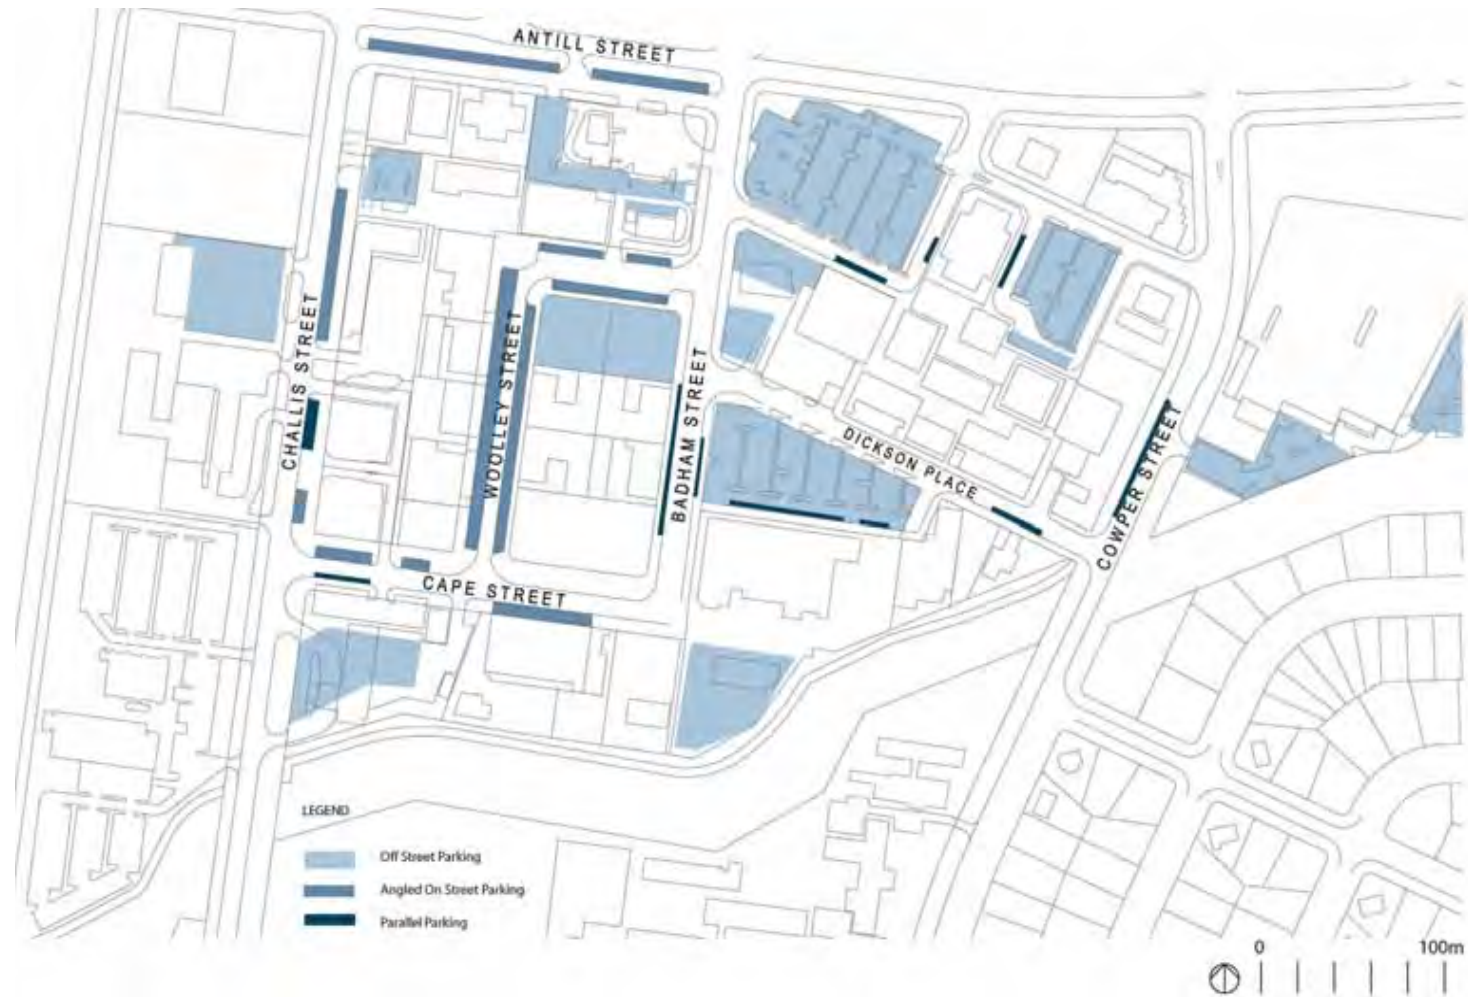 ANTILL STREET
CHALLIS STREET
WOOLLEY STREET
BADHAM STREET
DICKSON PLACE
COWPER STREET
CAPE STREET
LEGEND
Off Street Parking
Angled On Street Parking
Parallel Parking
0 100m